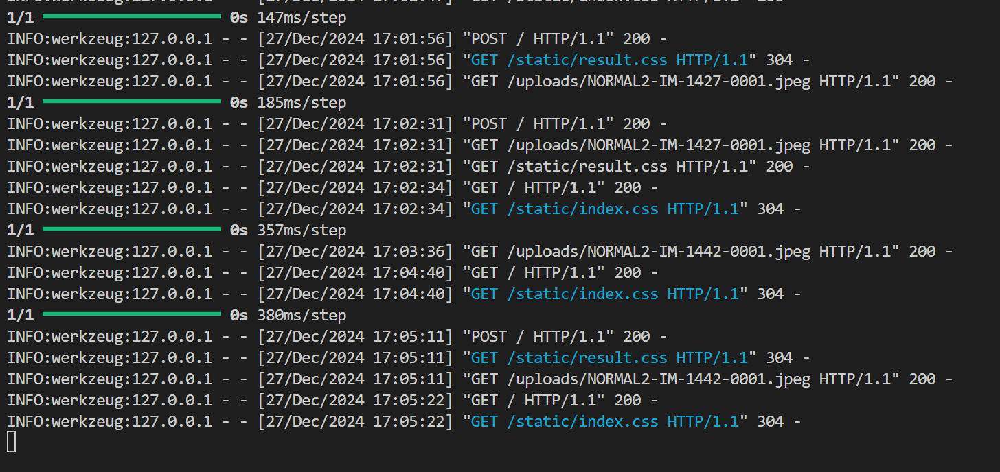 1/1 ━━━━━━━━━━━━━━━━━━━━ 0s 147ms/step
INFO:werkzeug:127.0.0.1 - - [27/Dec/2024 17:01:56] "POST / HTTP/1.1" 200 -
INFO:werkzeug:127.0.0.1 - - [27/Dec/2024 17:01:56] "GET /static/result.css HTTP/1.1" 304 -
INFO:werkzeug:127.0.0.1 - - [27/Dec/2024 17:01:56] "GET /uploads/NORMAL2-IM-1427-0001.jpeg HTTP/1.1" 200 -
1/1 ━━━━━━━━━━━━━━━━━━━━ 0s 185ms/step
INFO:werkzeug:127.0.0.1 - - [27/Dec/2024 17:02:31] "POST / HTTP/1.1" 200 -
INFO:werkzeug:127.0.0.1 - - [27/Dec/2024 17:02:31] "GET /uploads/NORMAL2-IM-1427-0001.jpeg HTTP/1.1" 200 -
INFO:werkzeug:127.0.0.1 - - [27/Dec/2024 17:02:31] "GET /static/result.css HTTP/1.1" 200 -
INFO:werkzeug:127.0.0.1 - - [27/Dec/2024 17:02:34] "GET / HTTP/1.1" 200 -
INFO:werkzeug:127.0.0.1 - - [27/Dec/2024 17:02:34] "GET /static/index.css HTTP/1.1" 304 -
1/1 ━━━━━━━━━━━━━━━━━━━━ 0s 357ms/step
INFO:werkzeug:127.0.0.1 - - [27/Dec/2024 17:03:36] "GET /uploads/NORMAL2-IM-1442-0001.jpeg HTTP/1.1" 200 -
INFO:werkzeug:127.0.0.1 - - [27/Dec/2024 17:04:40] "GET / HTTP/1.1" 200 -
INFO:werkzeug:127.0.0.1 - - [27/Dec/2024 17:04:40] "GET /static/index.css HTTP/1.1" 304 -
1/1 ━━━━━━━━━━━━━━━━━━━━ 0s 380ms/step
INFO:werkzeug:127.0.0.1 - - [27/Dec/2024 17:05:11] "POST / HTTP/1.1" 200 -
INFO:werkzeug:127.0.0.1 - - [27/Dec/2024 17:05:11] "GET /static/result.css HTTP/1.1" 304 -
INFO:werkzeug:127.0.0.1 - - [27/Dec/2024 17:05:11] "GET /uploads/NORMAL2-IM-1442-0001.jpeg HTTP/1.1" 200 -
INFO:werkzeug:127.0.0.1 - - [27/Dec/2024 17:05:22] "GET / HTTP/1.1" 200 -
INFO:werkzeug:127.0.0.1 - - [27/Dec/2024 17:05:22] "GET /static/index.css HTTP/1.1" 304 -